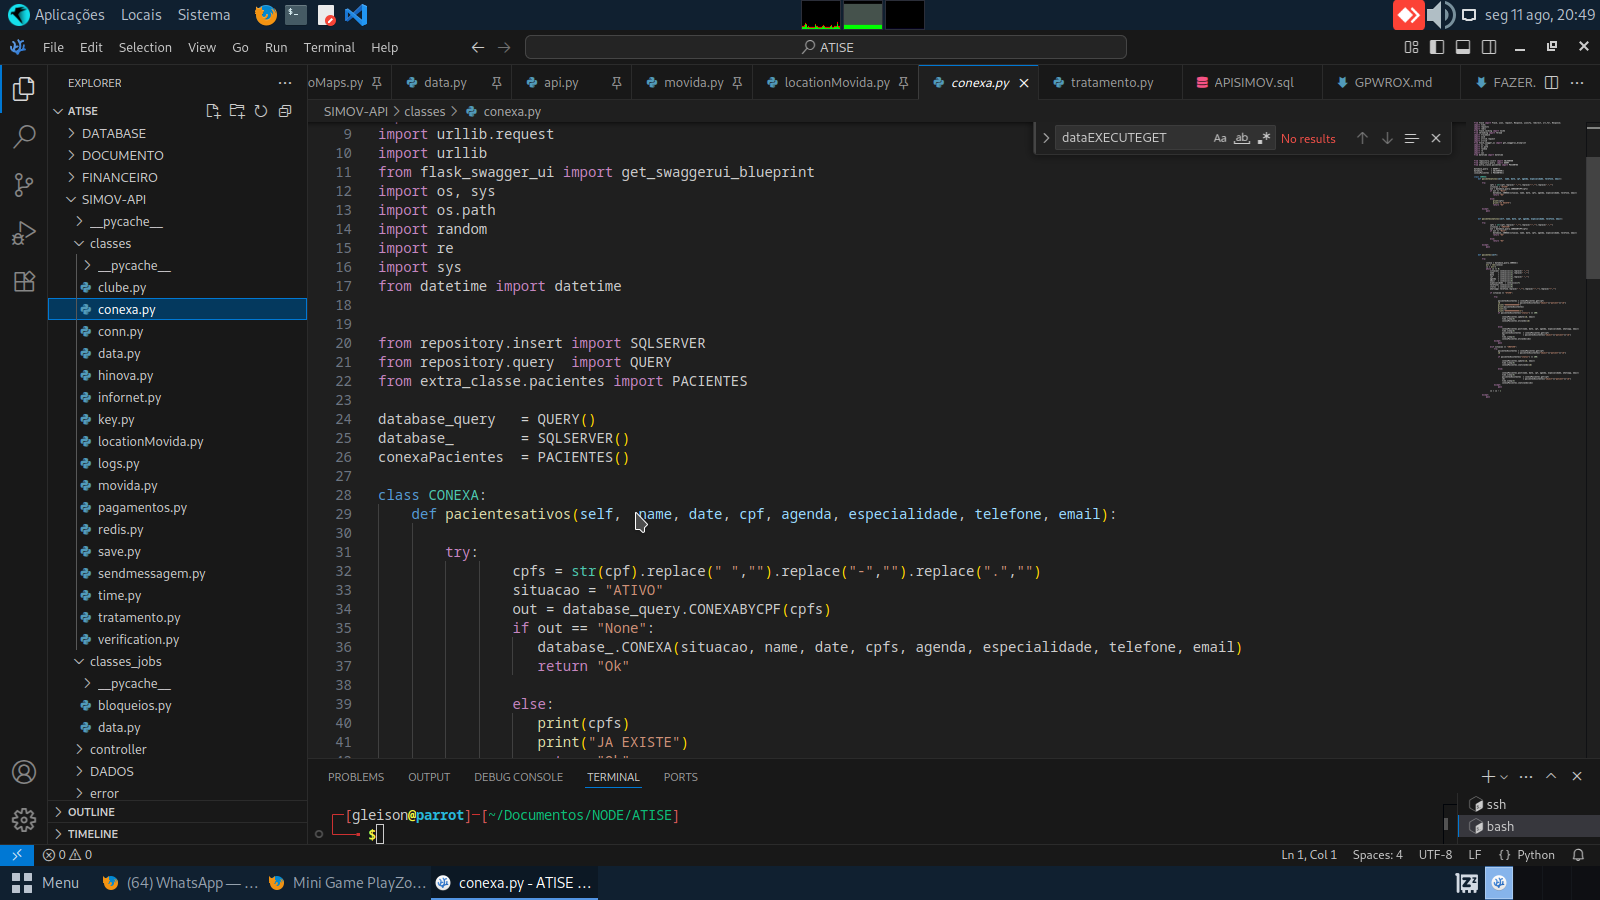 Aplicações Locais Sistema seg 11 ago, 20:49
File Edit Selection View Go Run Terminal Help ATISE
EXPLORER
oMaps.py data.py api.py movida.py locationMovida.py conexa.py tratamento.py APISIMOV.sql GPWROX.md FAZER.
SIMOV-API > classes > conexa.py
dataEXECUTEGET Aa ab No results
ATISE
DATABASE
DOCUMENTO
FINANCEIRO
SIMOV-API
__pycache__
classes
__pycache__
clube.py
conexa.py
conn.py
data.py
hinova.py
infornet.py
key.py
locationMovida.py
logs.py
movida.py
pagamentos.py
redis.py
save.py
sendmessagem.py
time.py
tratamento.py
verification.py
classes_jobs
__pycache__
bloqueios.py
data.py
controller
DADOS
error
OUTLINE
TIMELINE
9 import urllib.request
10 import urllib
11 from flask_swagger_ui import get_swaggerui_blueprint
12 import os, sys
13 import os.path
14 import random
15 import re
16 import sys
17 from datetime import datetime
18
19
20 from repository.insert import SQLSERVER
21 from repository.query  import QUERY
22 from extra_classe.pacientes import PACIENTES
23
24 database_query   = QUERY()
25 database_        = SQLSERVER()
26 conexaPacientes  = PACIENTES()
27
28 class CONEXA:
29     def pacientesativos(self,  name, date, cpf, agenda, especialidade, telefone, email):
30
31         try:
32                 cpfs = str(cpf).replace(" ","").replace("-","").replace(".","")
33                 situacao = "ATIVO"
34                 out = database_query.CONEXABYCPF(cpfs)
35                 if out == "None":
36                    database_.CONEXA(situacao, name, date, cpfs, agenda, especialidade, telefone, email)
37                    return "Ok"
38
39                 else:
40                    print(cpfs)
41                    print("JA EXISTE")
PROBLEMS OUTPUT DEBUG CONSOLE TERMINAL PORTS
[gleison@parrot]-[~/Documentos/NODE/ATISE]
$
ssh
bash
0 0 Ln 1, Col 1 Spaces: 4 UTF-8 LF {} Python
Menu (64) WhatsApp — ... Mini Game PlayZo... conexa.py - ATISE ...